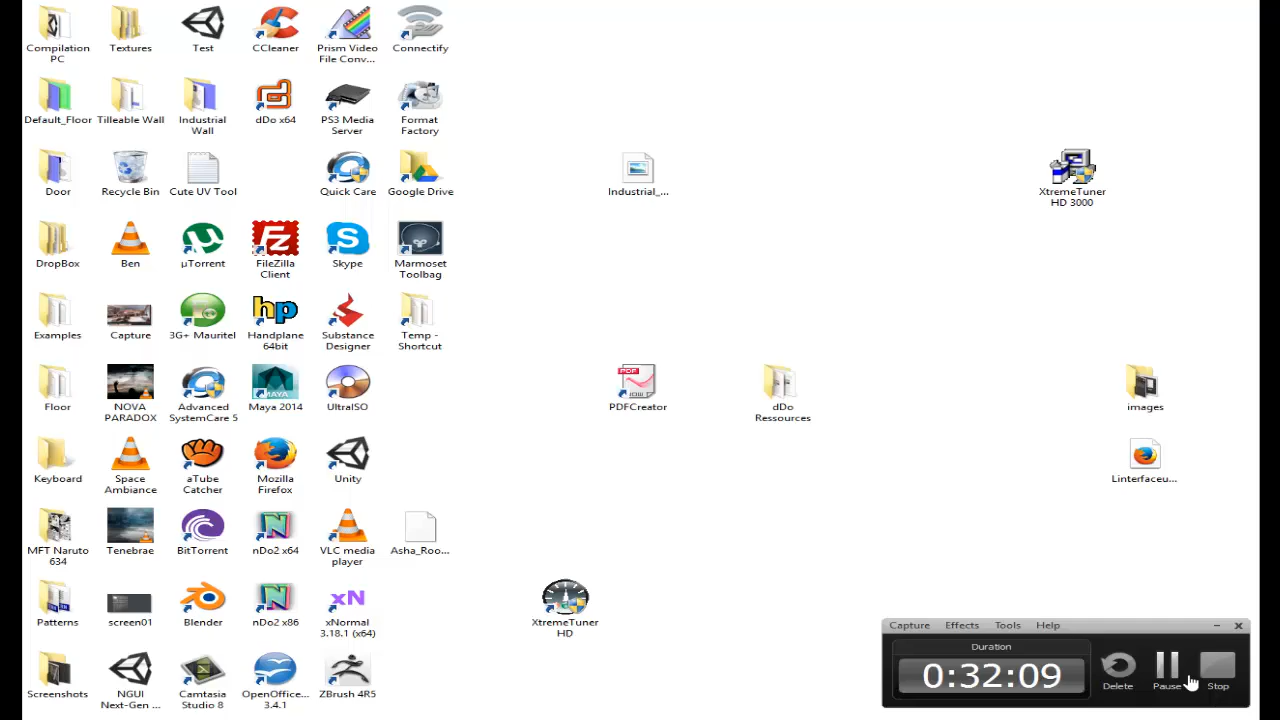 Compilation PC
Textures
Test
CCleaner
Prism Video File Conv...
Connectify
Default_Floor
Tilleable Wall
Industrial Wall
dDo x64
PS3 Media Server
Format Factory
Door
Recycle Bin
Cute UV Tool
Quick Care
Google Drive
Industrial_...
XtremeTuner HD 3000
DropBox
Ben
µTorrent
FileZilla Client
Skype
Marmoset Toolbag
Examples
Capture
3G+ Mauritel
Handplane 64bit
Substance Designer
Temp - Shortcut
Floor
NOVA PARADOX
Advanced SystemCare 5
MAYA
Maya 2014
UltraISO
PDF
PDFCreator
dDo Ressources
images
Keyboard
Space Ambiance
aTube Catcher
Mozilla Firefox
Unity
Linterfaceu...
MFT Naruto 634
Tenebrae
BitTorrent
nDo2 x64
VLC media player
Asha_Roo...
Patterns
screen01
Blender
nDo2 x86
xN
xNormal 3.18.1 (x64)
XtremeTuner HD
Screenshots
NGUI Next-Gen ...
Camtasia Studio 8
OpenOffice... 3.4.1
ZBrush 4R5
Capture Effects Tools Help
Duration
0:32:09
Delete
Pause
Stop